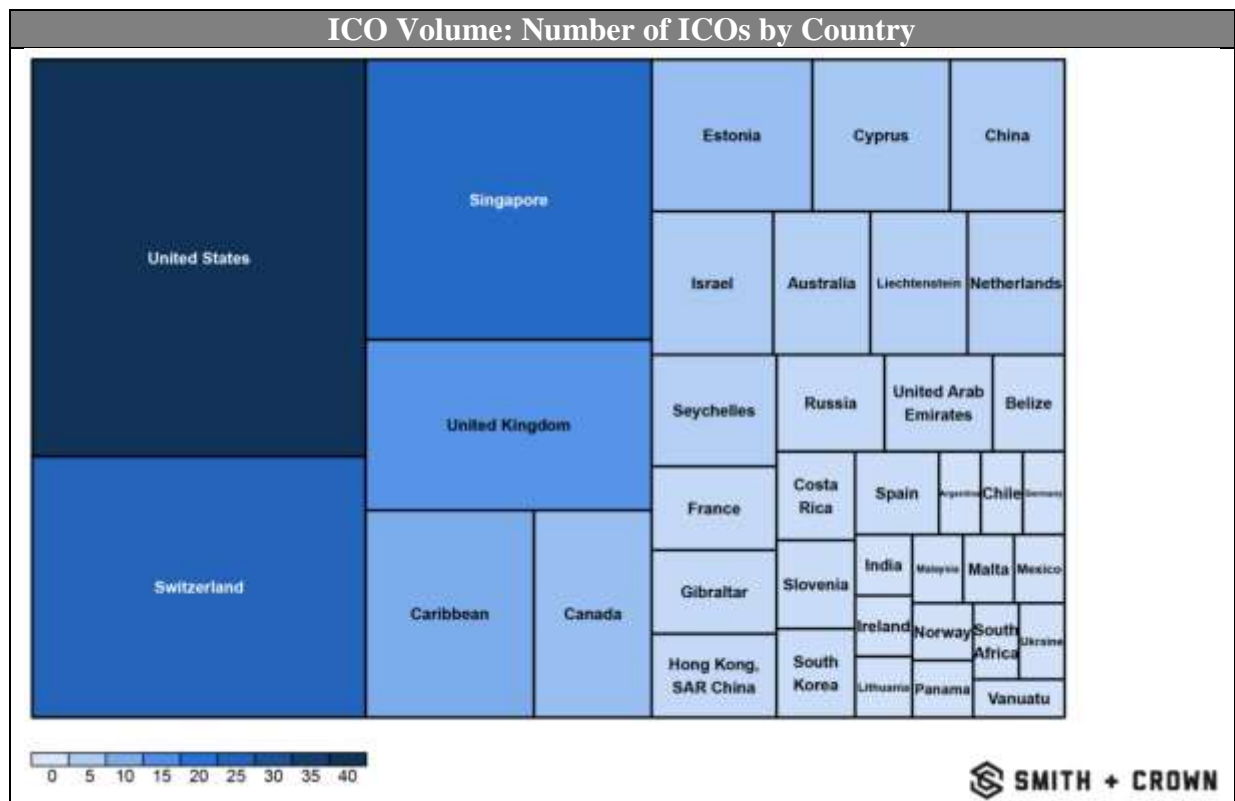 ICO Volume: Number of ICOs by Country
United States
Switzerland
Singapore
United Kingdom
Caribbean
Canada
Estonia
Cyprus
China
Israel
Australia
Liechtenstein
Netherlands
Seychelles
Russia
United Arab
Emirates
Belize
France
Costa
Rica
Spain
Argentina
Chile
Germany
Gibraltar
Slovenia
India
Malaysia
Malta
Mexico
Ireland
Norway
South
Africa
Ukraine
Hong Kong,
SAR China
South
Korea
Lithuania
Panama
Vanuatu
0 5 10 15 20 25 30 35 40
SMITH + CROWN